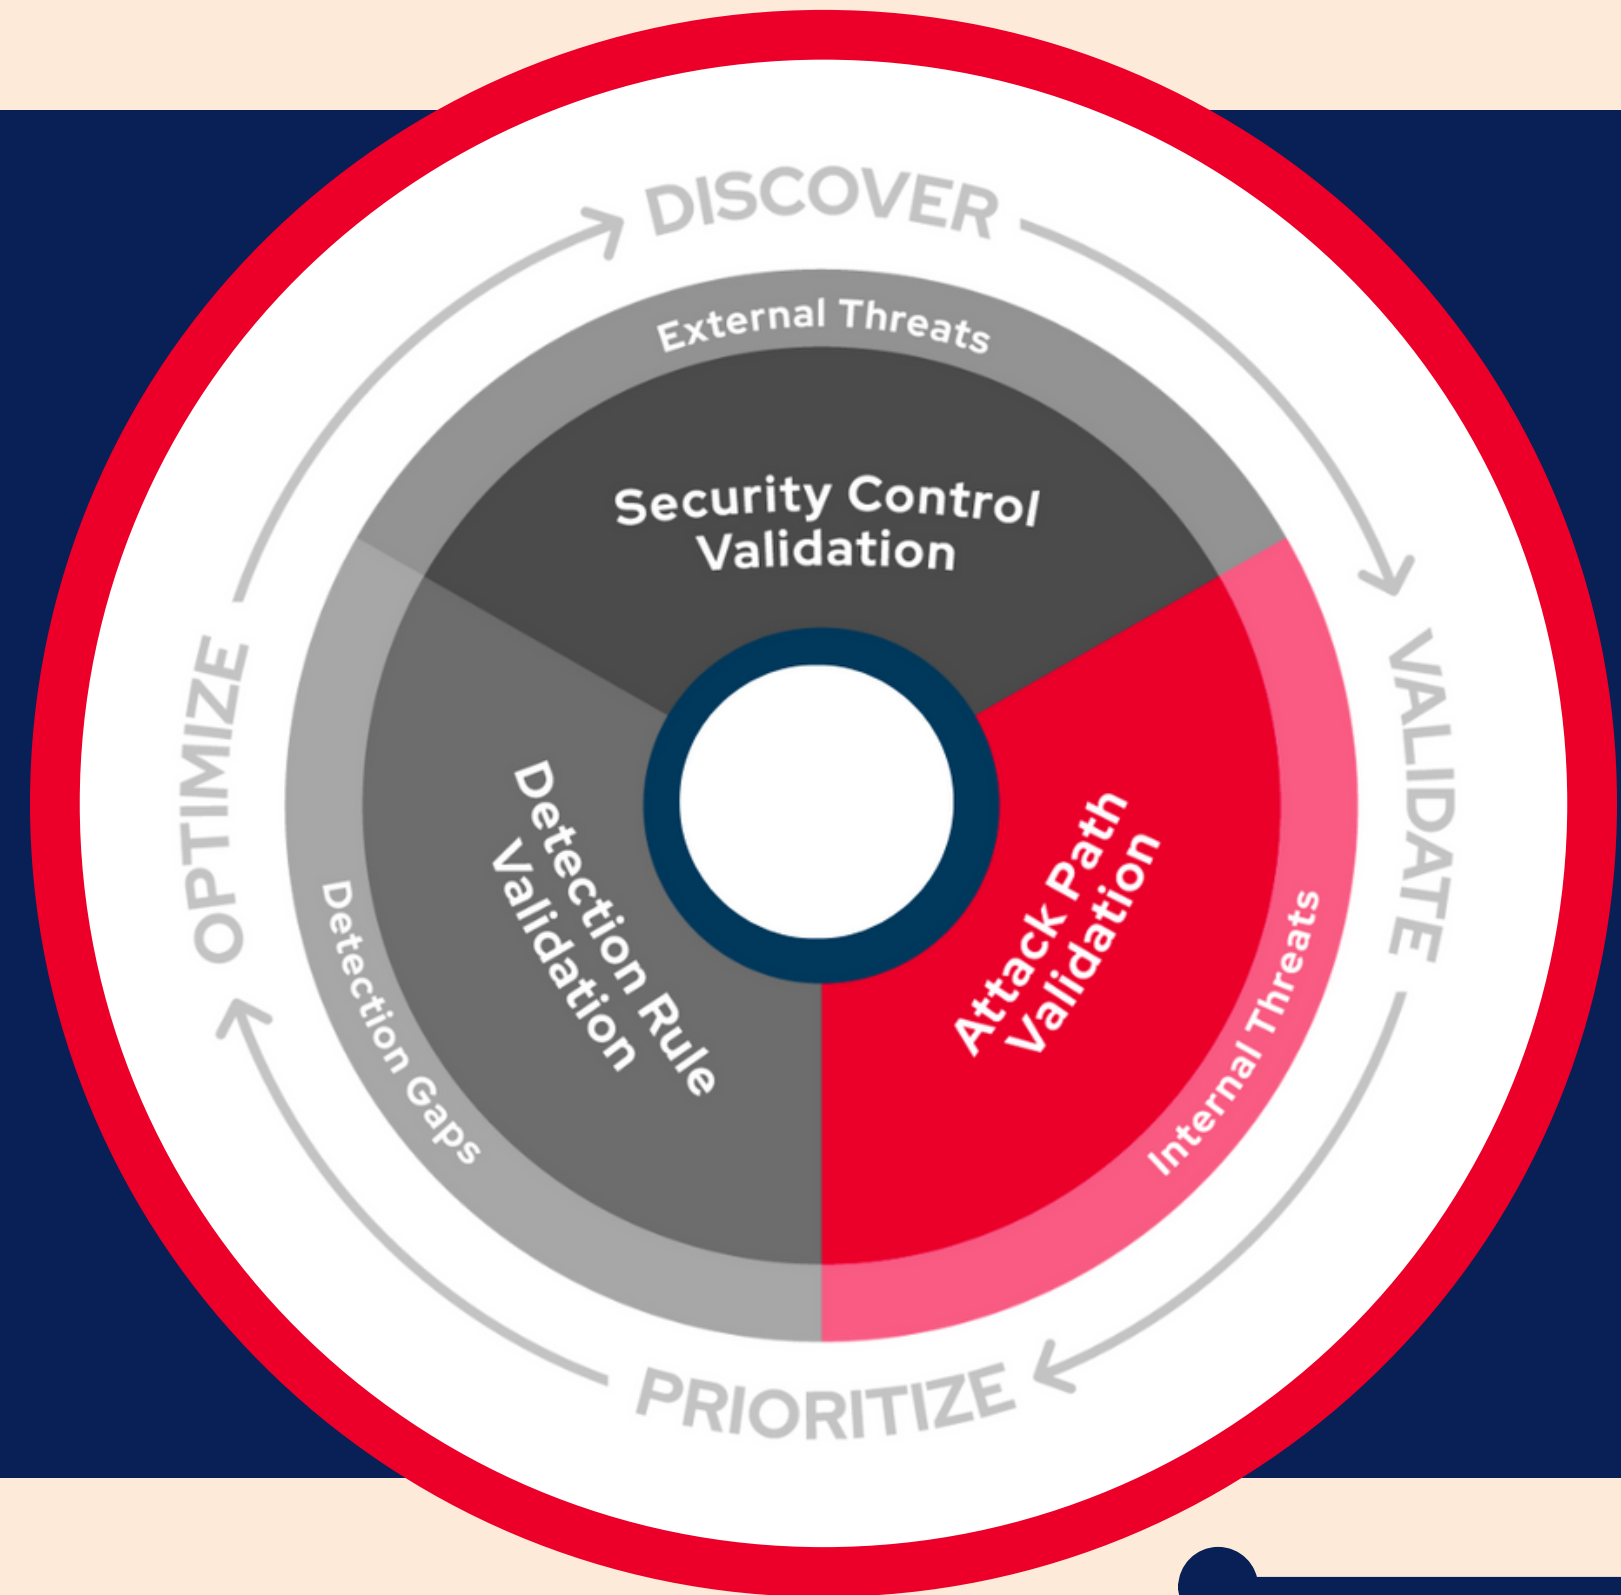 DISCOVER
External Threats
Security Control
Validation
VALIDATE
Attack Path
Validation
Internal Threats
PRIORITIZE
Detection Rule
Validation
Detection Gaps
OPTIMIZE